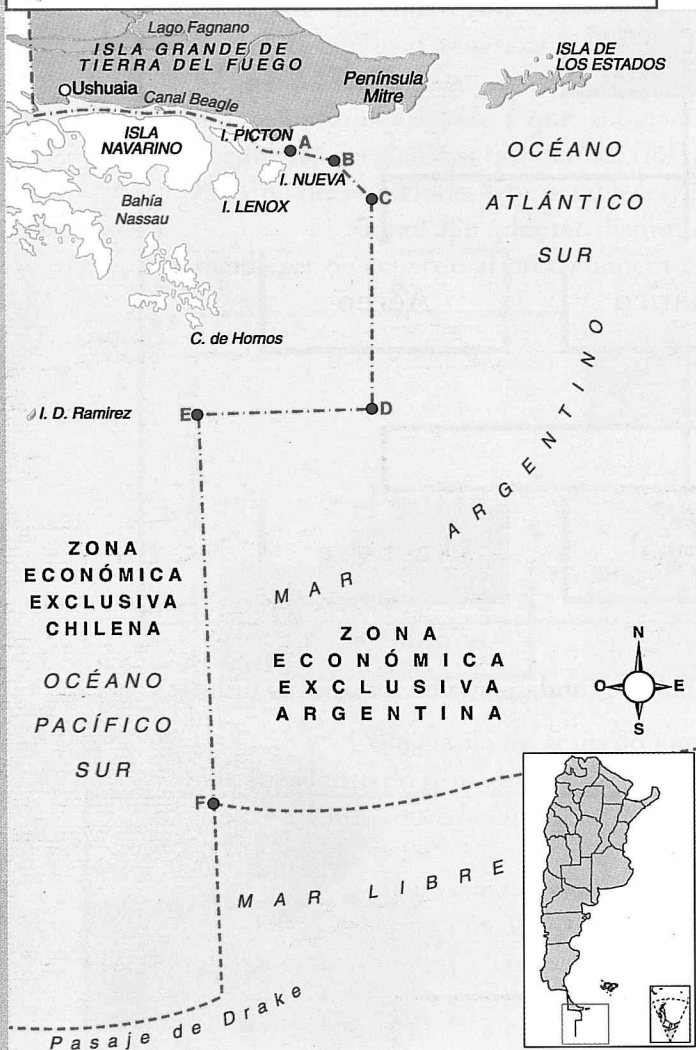 Lago Fagnano
ISLA GRANDE DE
TIERRA DEL FUEGO
Ushuaia
Canal Beagle
Península
Mitre
ISLA DE
LOS ESTADOS
ISLA
NAVARINO
I. PICTON
A
B
I. NUEVA
C
I. LENOX
Bahía
Nassau
OCÉANO
ATLÁNTICO
SUR
C. de Hornos
I. D. Ramirez
E
D
MAR ARGENTINO
ZONA
ECONÓMICA
EXCLUSIVA
CHILENA
ZONA
ECONÓMICA
EXCLUSIVA
ARGENTINA
OCÉANO
PACÍFICO
SUR
N
O
E
S
F
MAR LIBRE
Pasaje de Drake